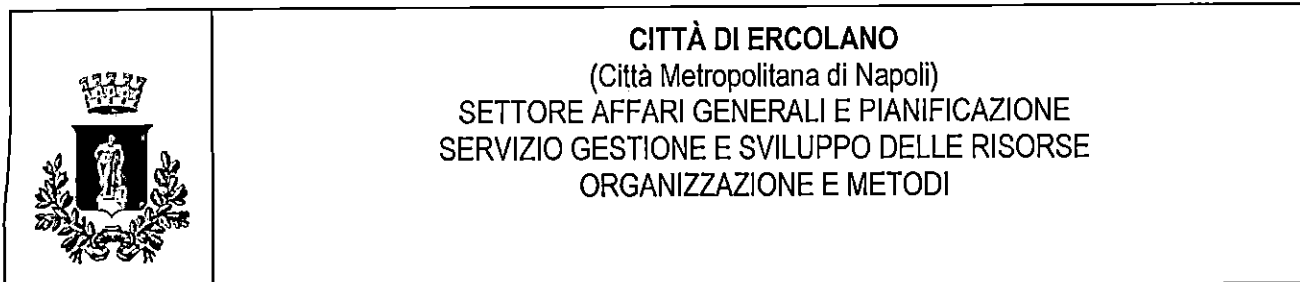 CITTÀ DI ERCOLANO
(Città Metropolitana di Napoli)
SETTORE AFFARI GENERALI E PIANIFICAZIONE
SERVIZIO GESTIONE E SVILUPPO DELLE RISORSE
ORGANIZZAZIONE E METODI